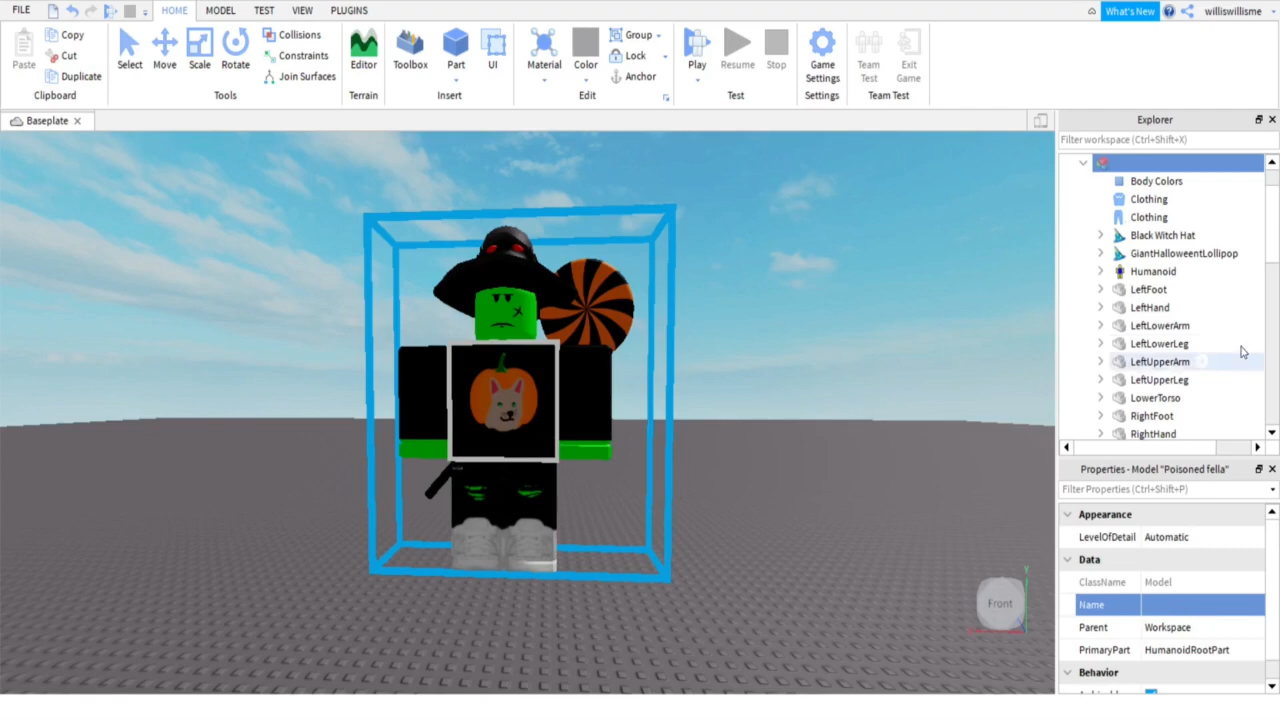 FILE HOME MODEL TEST VIEW PLUGINS What's New williswillisme
Copy Collisions Group
Cut Constraints Lock
Paste Duplicate Select Move Scale Rotate Join Surfaces Editor Toolbox Part UI Material Color Anchor Play Resume Stop Game Settings Team Test Exit Game
Clipboard Tools Terrain Insert Edit Test Settings Team Test
Baseplate
Explorer
Filter workspace (Ctrl+Shift+X)
Body Colors
Clothing
Clothing
Black Witch Hat
GiantHalloweentLollipop
Humanoid
LeftFoot
LeftHand
LeftLowerArm
LeftLowerLeg
LeftUpperArm
LeftUpperLeg
LowerTorso
RightFoot
RightHand
Properties - Model "Poisoned fella"
Filter Properties (Ctrl+Shift+P)
Appearance
LevelOfDetail Automatic
Data
ClassName Model
Name
Parent Workspace
PrimaryPart HumanoidRootPart
Behavior
Front
Y